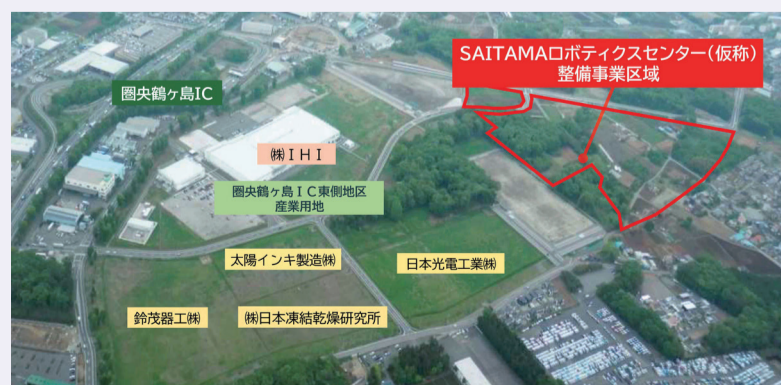 SAITAMAロボティクスセンター(仮称)
整備事業区域
圏央鶴ヶ島IC
㈱IHI
圏央鶴ヶ島IC東側地区
産業用地
太陽インキ製造㈱
日本光電工業㈱
鈴茂器工㈱
㈱日本凍結乾燥研究所